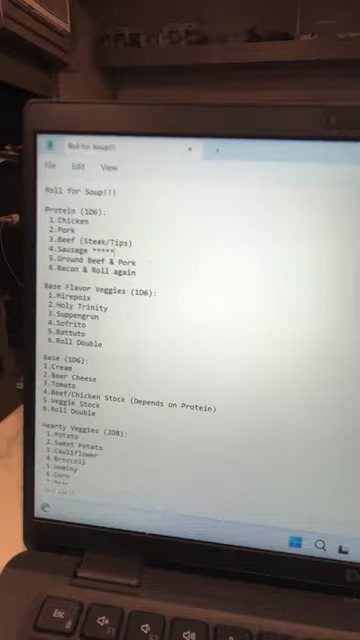 Roll for Soup!!!
File Edit View
Roll for Soup!!!
Protein (1D6):
1.Chicken
2.Pork
3.Beef (Steak/Tips)
4.Sausage *****
5.Ground Beef & Pork
6.Bacon & Roll again
Base Flavor Veggies (1D6):
1.Mirepoix
2.Holy Trinity
3.Suppengrun
4.Sofrito
5.Battuto
6.Roll Double
Base (1D6):
1.Cream
2.Beer Cheese
3.Tomato
4.Beef/Chicken Stock (Depends on Protein)
5.Veggie Stock
6.Roll Double
Hearty Veggies (2D8):
1.Potato
2.Sweet Potato
3.Cauliflower
4.Broccoli
5.Hominy
6.Corn
Esc